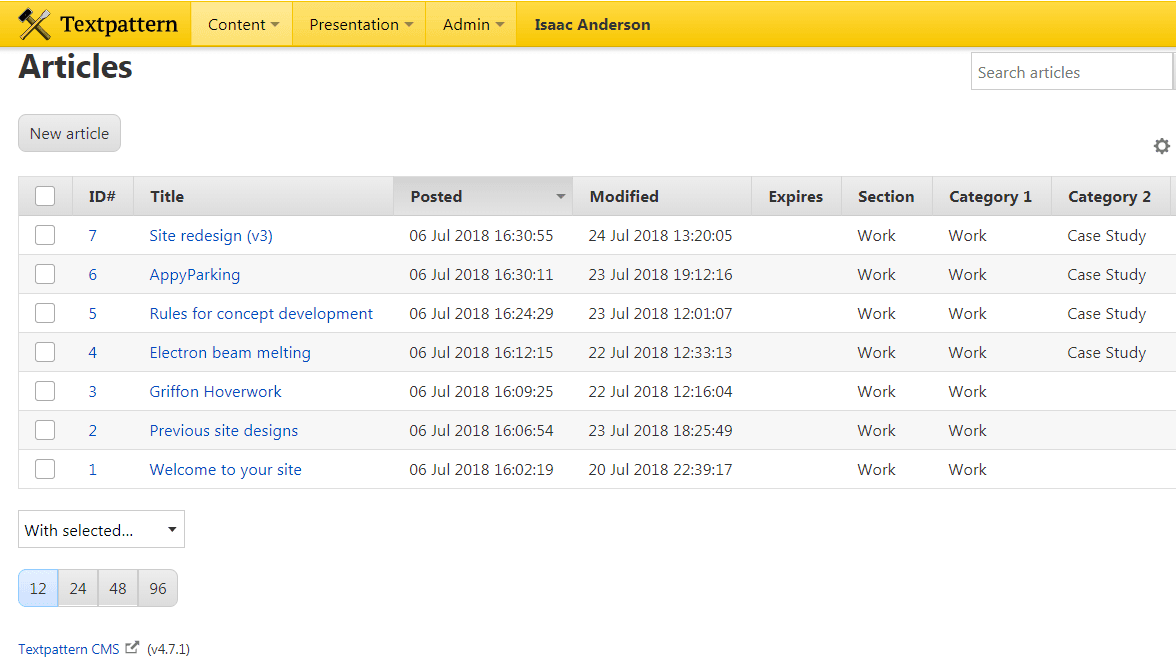 Textpattern Content Presentation Admin Isaac Anderson
Articles
Search articles
New article
ID# Title Posted Modified Expires Section Category 1 Category 2
7 Site redesign (v3) 06 Jul 2018 16:30:55 24 Jul 2018 13:20:05 Work Work Case Study
6 AppyParking 06 Jul 2018 16:30:11 23 Jul 2018 19:12:16 Work Work Case Study
5 Rules for concept development 06 Jul 2018 16:24:29 23 Jul 2018 12:01:07 Work Work Case Study
4 Electron beam melting 06 Jul 2018 16:12:15 22 Jul 2018 12:33:13 Work Work Case Study
3 Griffon Hoverwork 06 Jul 2018 16:09:25 22 Jul 2018 12:16:04 Work Work
2 Previous site designs 06 Jul 2018 16:06:54 23 Jul 2018 18:25:49 Work Work
1 Welcome to your site 06 Jul 2018 16:02:19 20 Jul 2018 22:39:17 Work Work
With selected...
12 24 48 96
Textpattern CMS (v4.7.1)